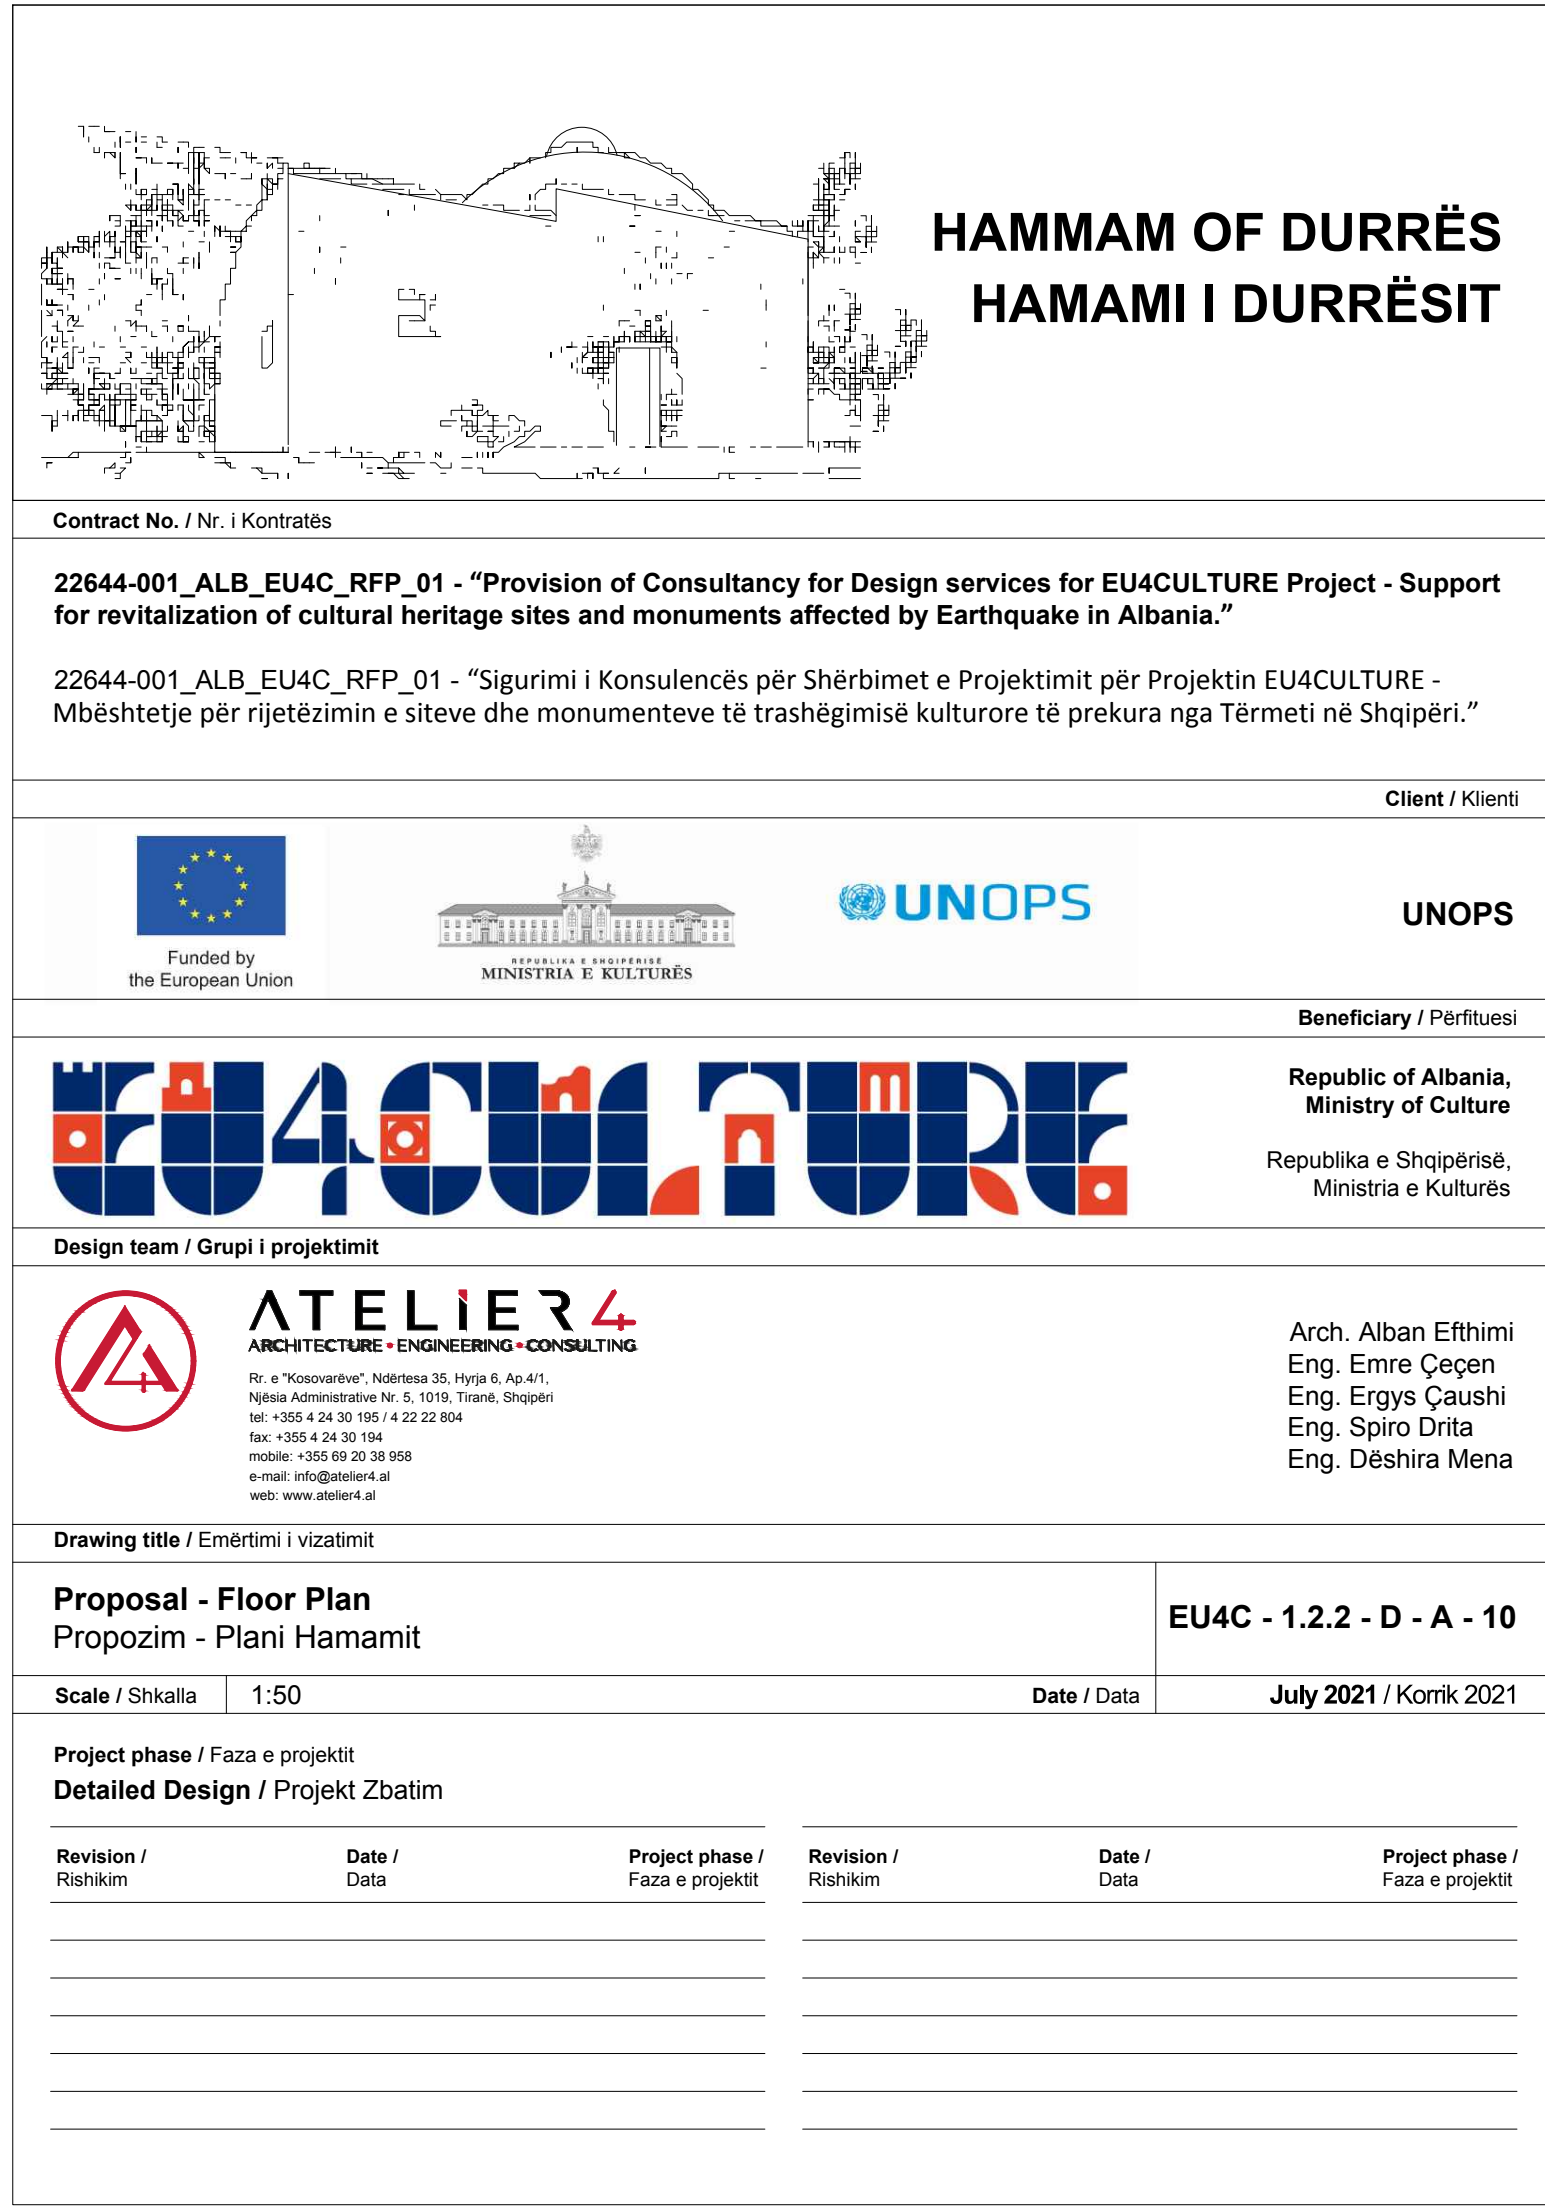 HAMMAM OF DURRËS
HAMAMI I DURRËSIT
Contract No. / Nr. i Kontratës
22644-001_ALB_EU4C_RFP_01 - “Provision of Consultancy for Design services for EU4CULTURE Project - Support
for revitalization of cultural heritage sites and monuments affected by Earthquake in Albania.”
22644-001_ALB_EU4C_RFP_01 - “Sigurimi i Konsulencës për Shërbimet e Projektimit për Projektin EU4CULTURE -
Mbështetje për rijetëzimin e siteve dhe monumenteve të trashëgimisë kulturore të prekura nga Tërmeti në Shqipëri.”
Client / Klienti
Funded by
the European Union
REPUBLIKA E SHQIPËRISË
MINISTRIA E KULTURËS
UNOPS
UNOPS
Beneficiary / Përfituesi
EU4CULTURE
Republic of Albania,
Ministry of Culture
Republika e Shqipërisë,
Ministria e Kulturës
Design team / Grupi i projektimit
ATELIER 4
ARCHITECTURE • ENGINEERING • CONSULTING
Rr. e "Kosovarëve", Ndërtesa 35, Hyrja 6, Ap.4/1,
Njësia Administrative Nr. 5, 1019, Tiranë, Shqipëri
tel: +355 4 24 30 195 / 4 22 22 804
fax: +355 4 24 30 194
mobile: +355 69 20 38 958
e-mail: info@atelier4.al
web: www.atelier4.al
Arch. Alban Efthimi
Eng. Emre Çeçen
Eng. Ergys Çaushi
Eng. Spiro Drita
Eng. Dëshira Mena
Drawing title / Emërtimi i vizatimit
Proposal - Floor Plan
Propozim - Plani Hamamit
EU4C - 1.2.2 - D - A - 10
Scale / Shkalla 1:50 Date / Data July 2021 / Korrik 2021
Project phase / Faza e projektit
Detailed Design / Projekt Zbatim
Revision / Date / Project phase / Revision / Date / Project phase /
Rishikim Data Faza e projektit Rishikim Data Faza e projektit